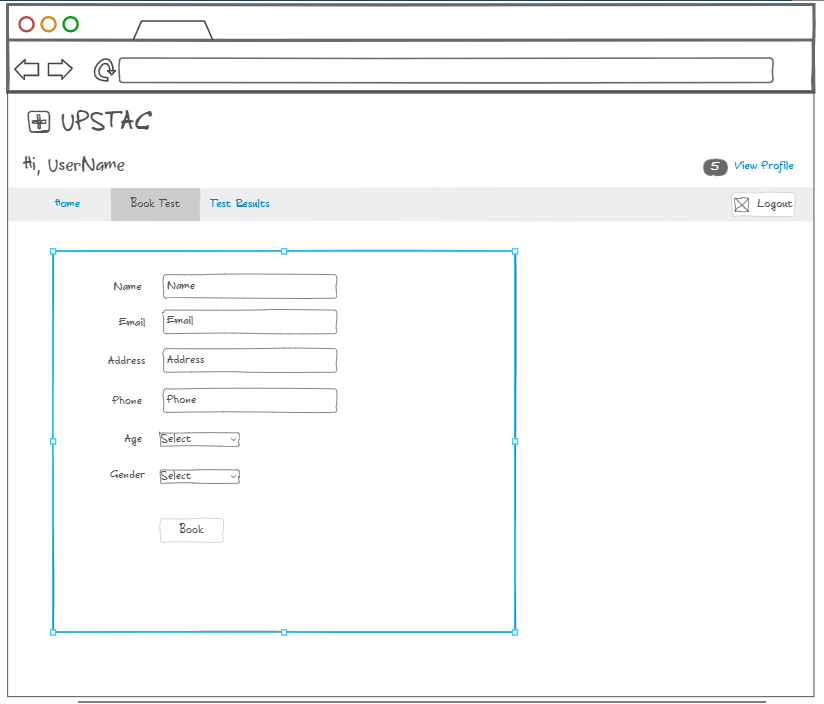 UPSTAC
Hi, UserName
5 View Profile
Home Book Test Test Results Logout
Name Name
Email Email
Address Address
Phone Phone
Age Select
Gender Select
Book